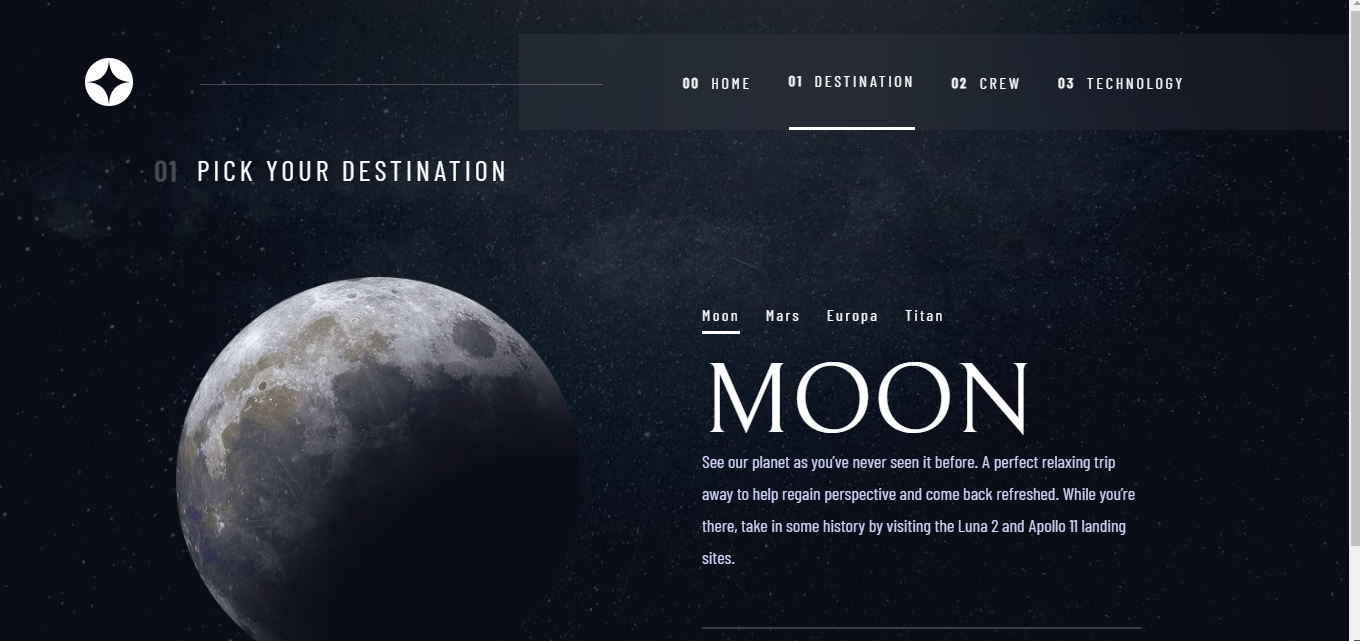 00 HOME 01 DESTINATION 02 CREW 03 TECHNOLOGY
01 PICK YOUR DESTINATION
Moon Mars Europa Titan
MOON
See our planet as you’ve never seen it before. A perfect relaxing trip
away to help regain perspective and come back refreshed. While you’re
there, take in some history by visiting the Luna 2 and Apollo 11 landing
sites.